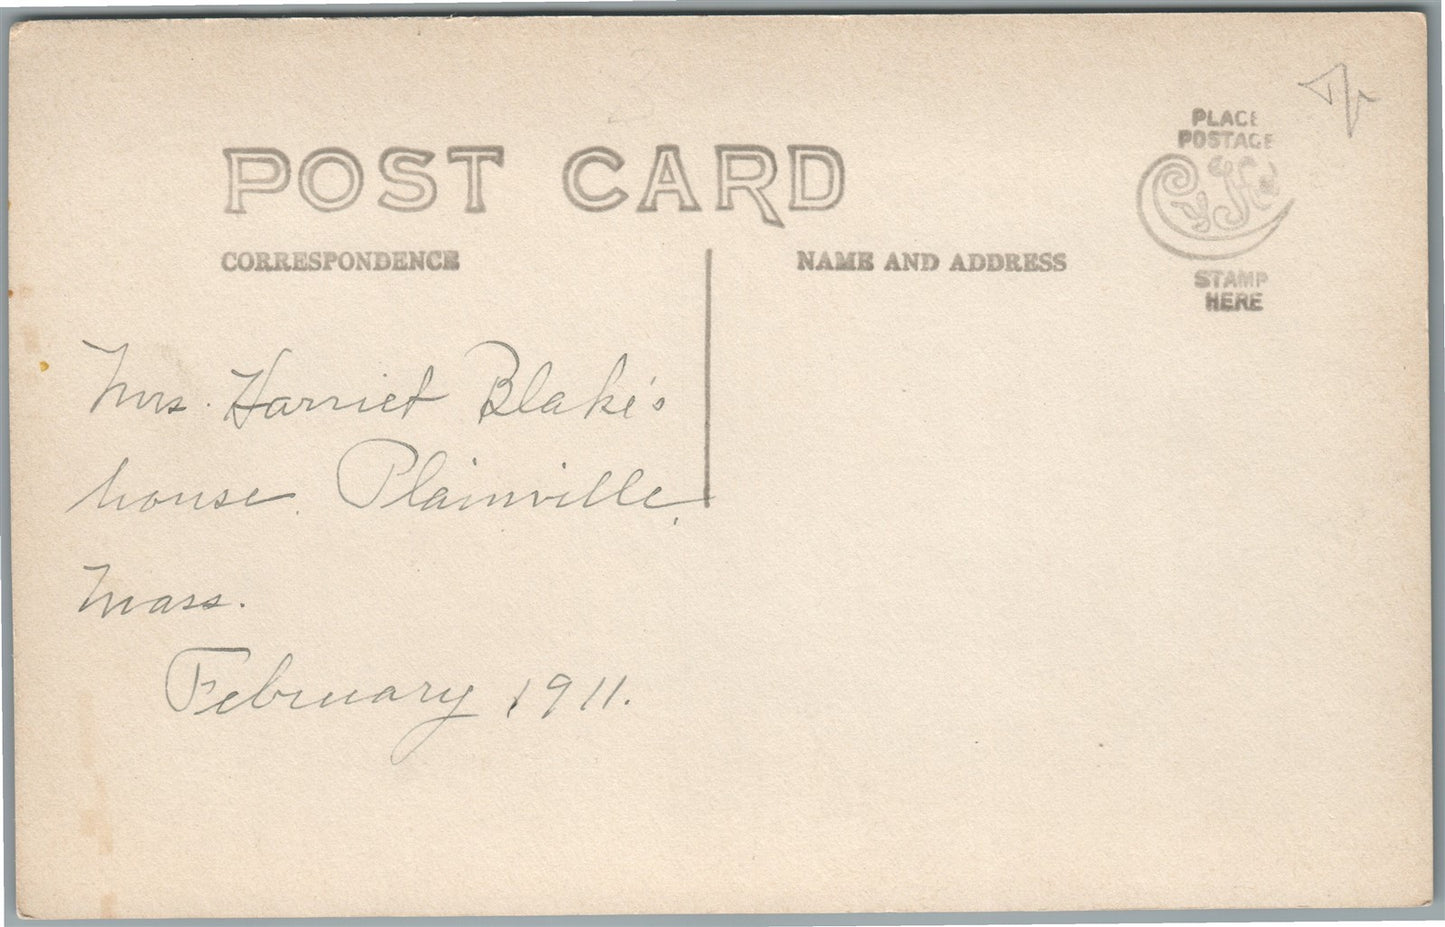 POST CARD
CORRESPONDENCE
NAME AND ADDRESS
PLACE
POSTAGE
STAMP
HERE
Mrs. Harriet Blake's
house. Plainville,
Mass.
February 1911.